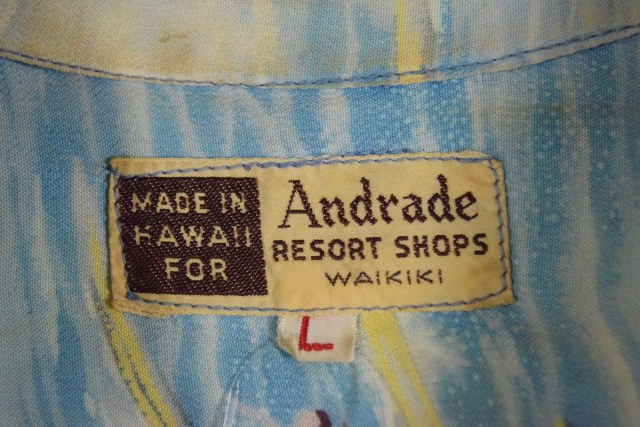 MADE IN
HAWAII
FOR
Andrade
RESORT SHOPS
WAIKIKI
L